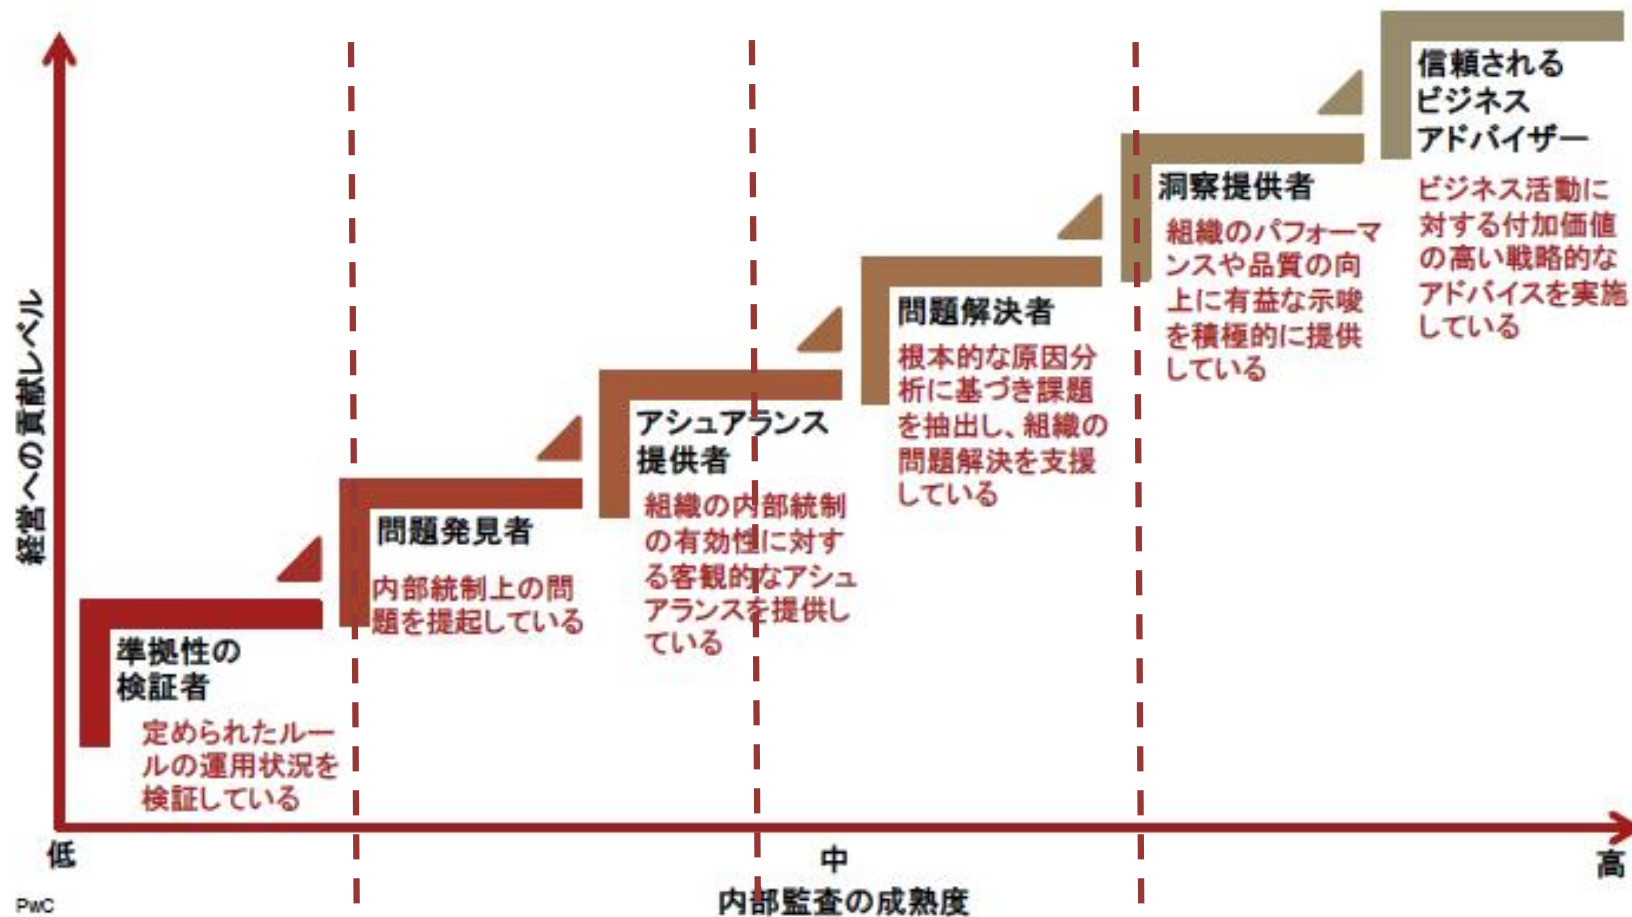 経営への貢献レベル
信頼される
ビジネス
アドバイザー
ビジネス活動に
対する付加価値
の高い戦略的な
アドバイスを実施
している
洞察提供者
組織のパフォーマ
ンスや品質の向
上に有益な示唆
を積極的に提供
している
問題解決者
根本的な原因分
析に基づき課題
を抽出し、組織の
問題解決を支援
している
アシュアランス
提供者
組織の内部統制
の有効性に対す
る客観的なアシュ
アランスを提供し
ている
問題発見者
内部統制上の問
題を提起している
準拠性の
検証者
定められたルー
ルの運用状況を
検証している
低
中
高
内部監査の成熟度
PwC